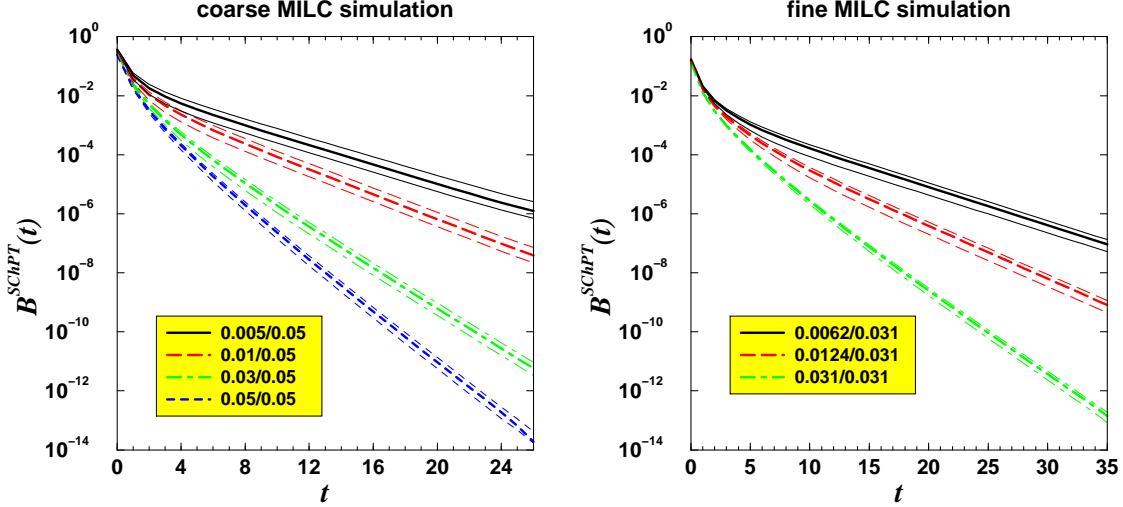 coarse MILC simulation
B^SChPT(t)
10^0
10^-2
10^-4
10^-6
10^-8
10^-10
10^-12
10^-14
0.005/0.05
0.01/0.05
0.03/0.05
0.05/0.05
0 4 8 12 16 20 24
t
fine MILC simulation
B^SChPT(t)
10^0
10^-2
10^-4
10^-6
10^-8
10^-10
10^-12
10^-14
0.0062/0.031
0.0124/0.031
0.031/0.031
0 5 10 15 20 25 30 35
t